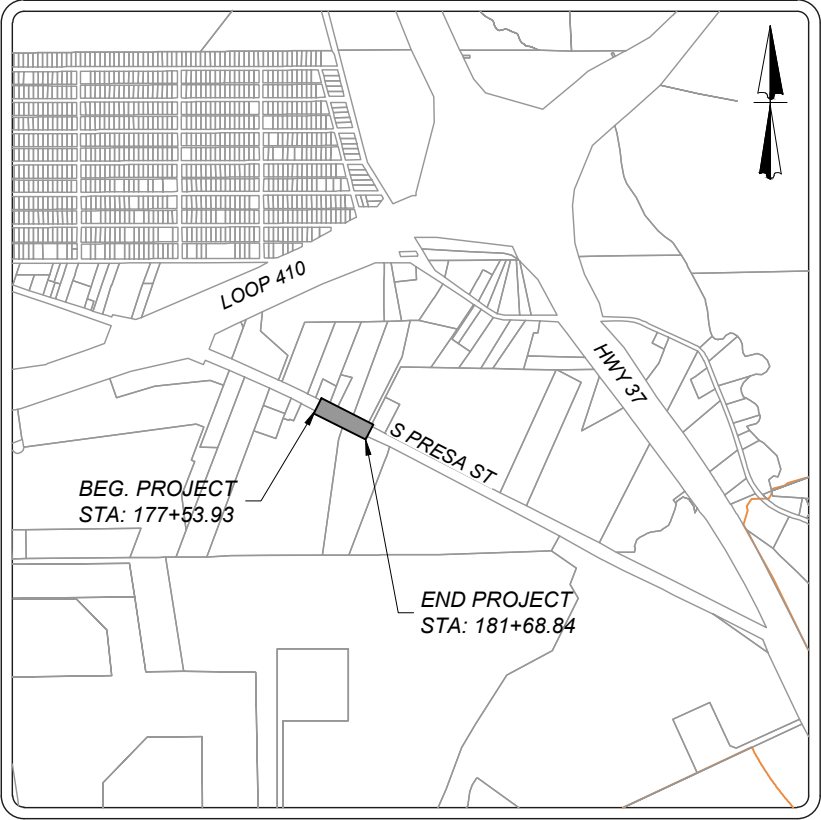 LOOP 410
HWY 37
S PRESA ST
BEG. PROJECT
STA: 177+53.93
END PROJECT
STA: 181+68.84